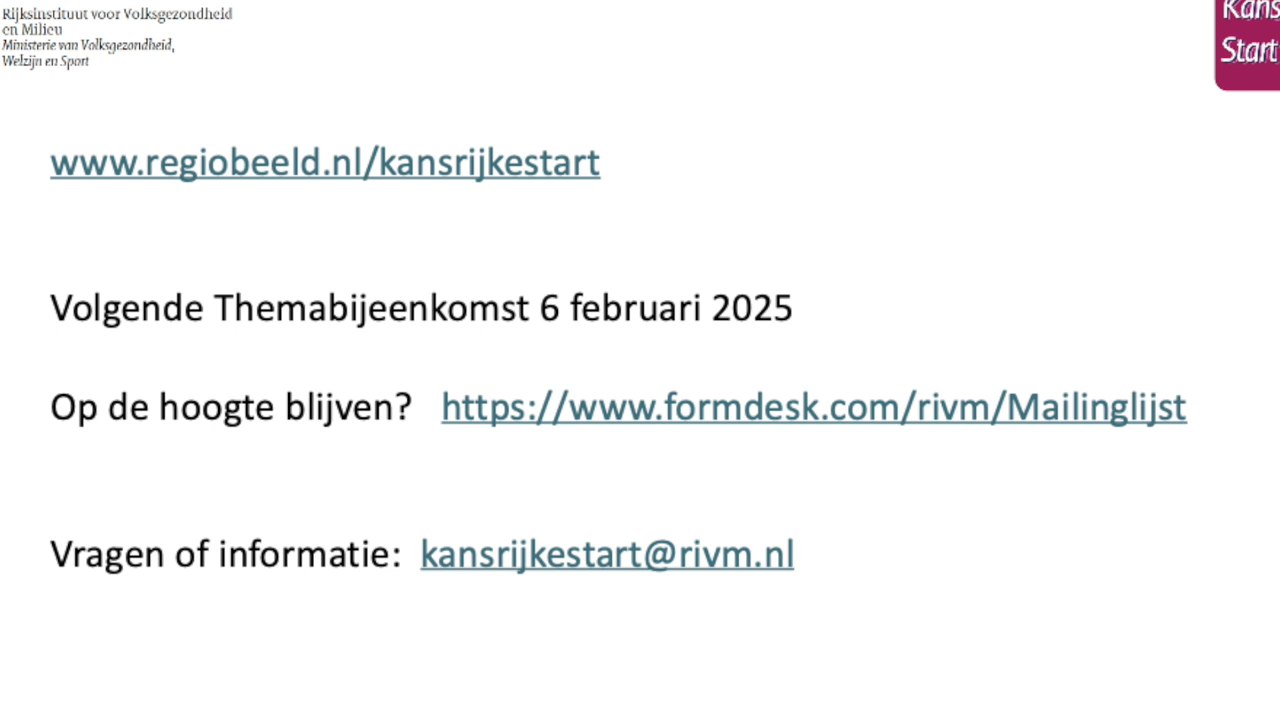 Rijksinstituut voor Volksgezondheid
en Milieu
Ministerie van Volksgezondheid,
Welzijn en Sport
Kans
Start
www.regiobeeld.nl/kansrijkestart
Volgende Themabijeenkomst 6 februari 2025
Op de hoogte blijven? https://www.formdesk.com/rivm/Mailinglijst
Vragen of informatie: kansrijkestart@rivm.nl